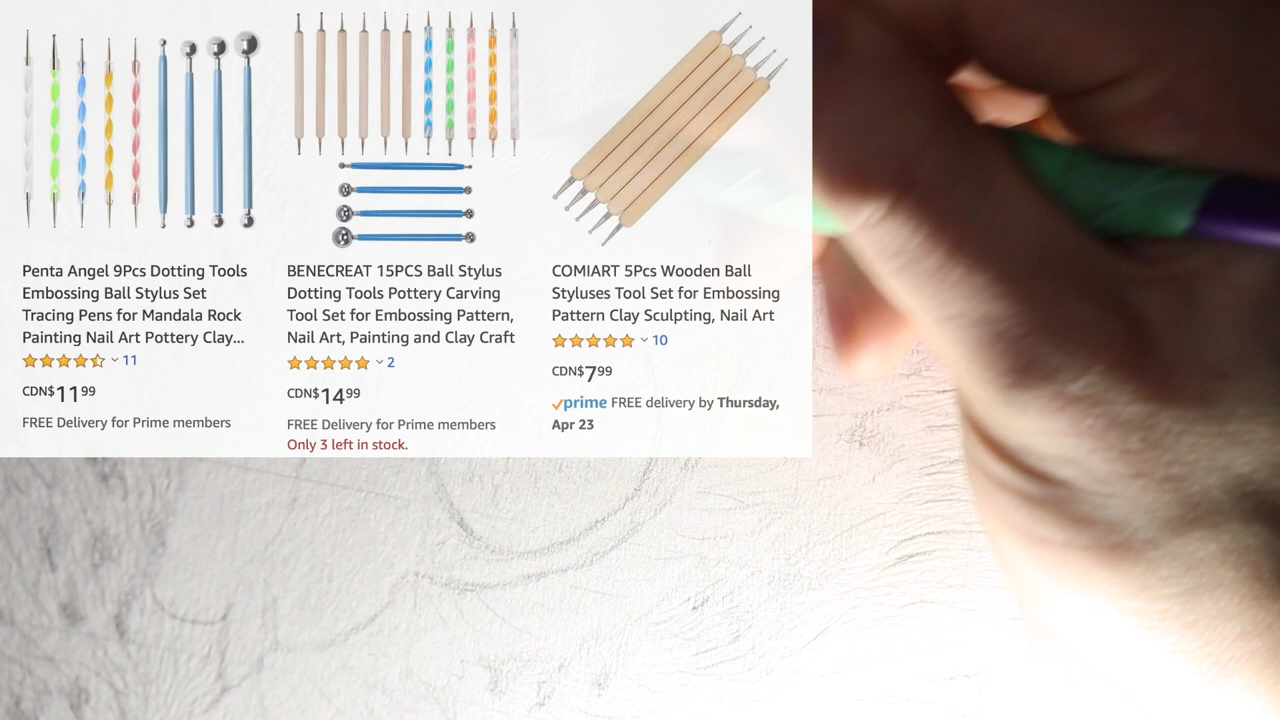 Penta Angel 9Pcs Dotting Tools
Embossing Ball Stylus Set
Tracing Pens for Mandala Rock
Painting Nail Art Pottery Clay...
11
CDN$11 99
FREE Delivery for Prime members
BENECREAT 15PCS Ball Stylus
Dotting Tools Pottery Carving
Tool Set for Embossing Pattern,
Nail Art, Painting and Clay Craft
2
CDN$14 99
FREE Delivery for Prime members
Only 3 left in stock.
COMIART 5Pcs Wooden Ball
Styluses Tool Set for Embossing
Pattern Clay Sculpting, Nail Art
10
CDN$7 99
prime FREE delivery by Thursday,
Apr 23